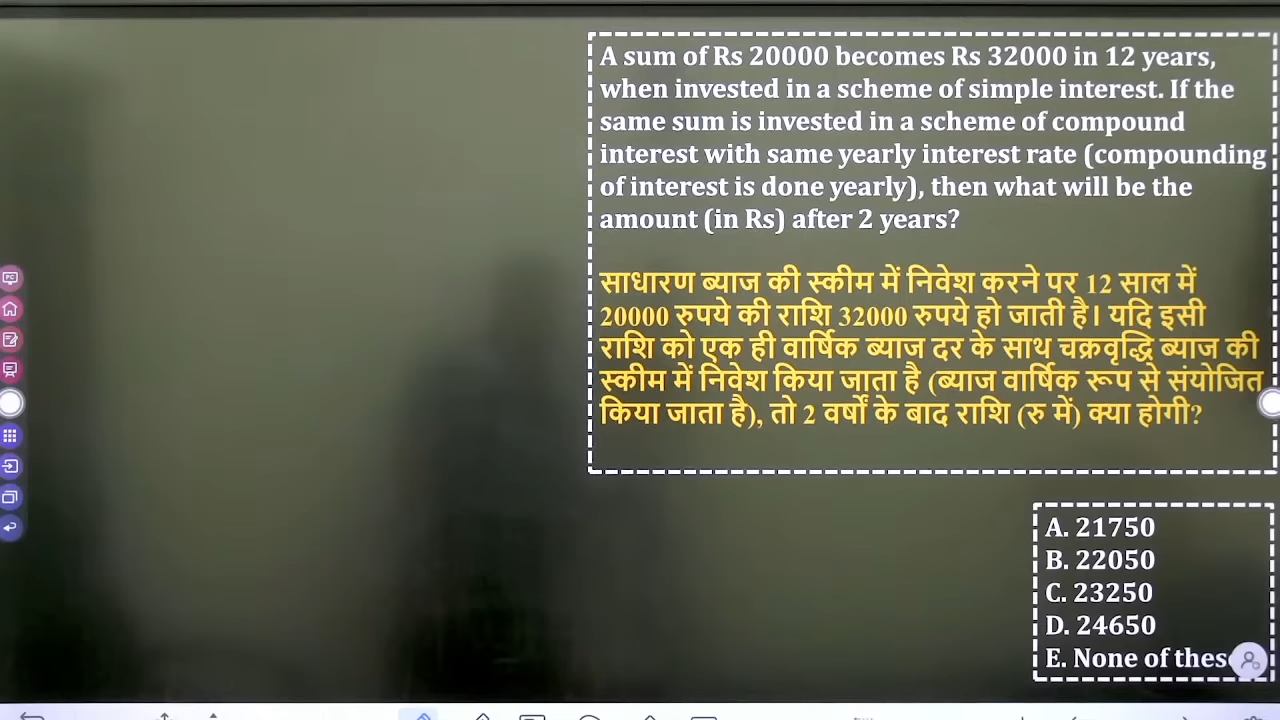 A sum of Rs 20000 becomes Rs 32000 in 12 years,
when invested in a scheme of simple interest. If the
same sum is invested in a scheme of compound
interest with same yearly interest rate (compounding
of interest is done yearly), then what will be the
amount (in Rs) after 2 years?
साधारण ब्याज की स्कीम में निवेश करने पर 12 साल में
20000 रुपये की राशि 32000 रुपये हो जाती है। यदि इसी
राशि को एक ही वार्षिक ब्याज दर के साथ चक्रवृद्धि ब्याज की
स्कीम में निवेश किया जाता है (ब्याज वार्षिक रूप से संयोजित
किया जाता है), तो 2 वर्षों के बाद राशि (रु में) क्या होगी?
A. 21750
B. 22050
C. 23250
D. 24650
E. None of thes